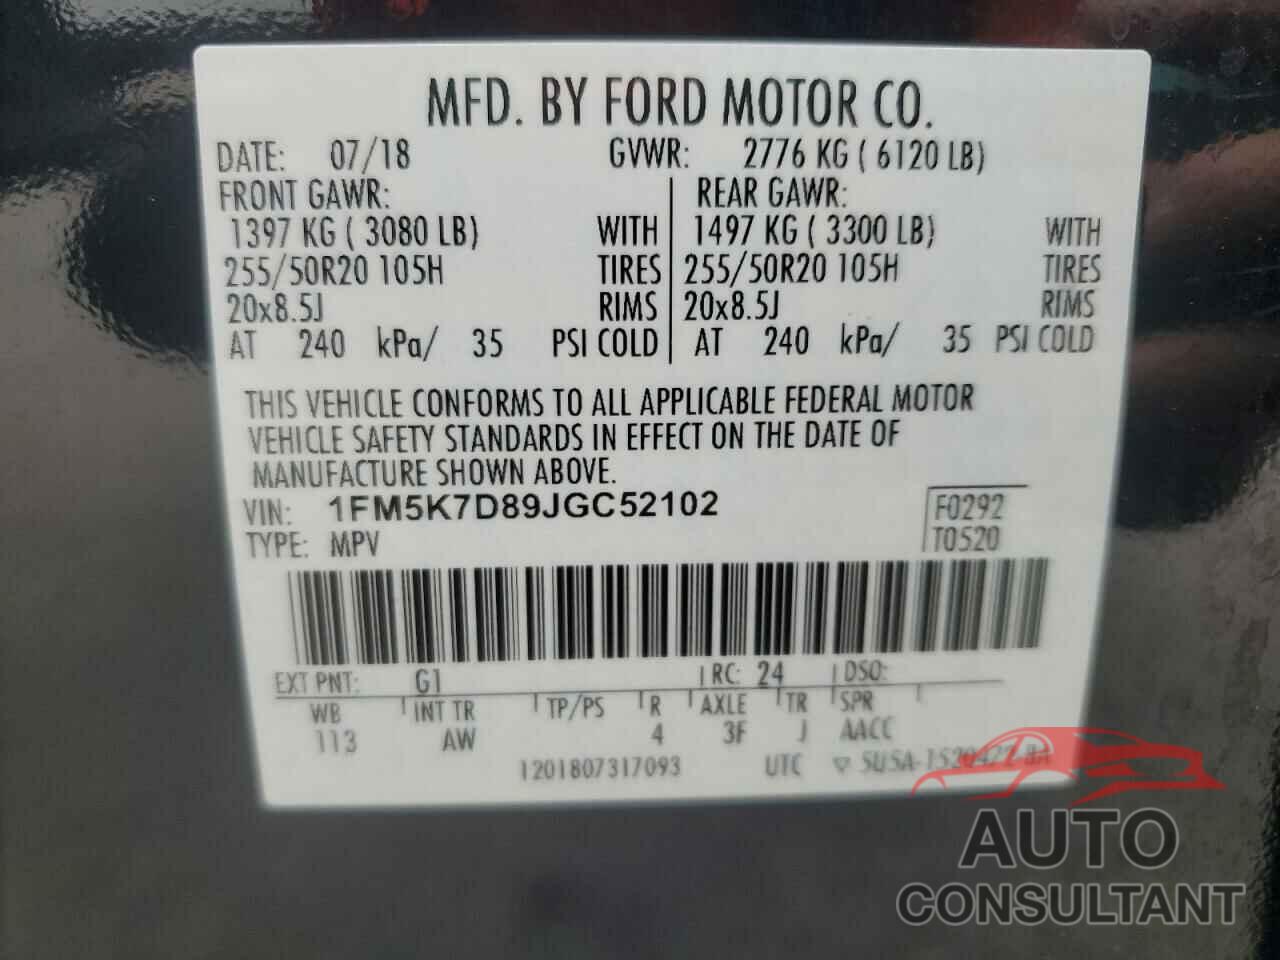 MFD. BY FORD MOTOR CO.
DATE: 07/18 GVWR: 2776 KG ( 6120 LB)
FRONT GAWR: REAR GAWR:
1397 KG ( 3080 LB) WITH 1497 KG ( 3300 LB) WITH
255/50R20 105H TIRES 255/50R20 105H TIRES
20x8.5J RIMS 20x8.5J RIMS
AT 240 kPa/ 35 PSI COLD AT 240 kPa/ 35 PSI COLD
THIS VEHICLE CONFORMS TO ALL APPLICABLE FEDERAL MOTOR
VEHICLE SAFETY STANDARDS IN EFFECT ON THE DATE OF
MANUFACTURE SHOWN ABOVE.
VIN: 1FM5K7D89JGC52102 F0292
TYPE: MPV T0520
EXT PNT: G1 RC: 24 DSO:
WB INT TR TP/PS R AXLE TR SPR
113 AW 4 3F J AACC
1201807317093 UTC ▽ 5U5A-1520472-BA
AUTO
CONSULTANT